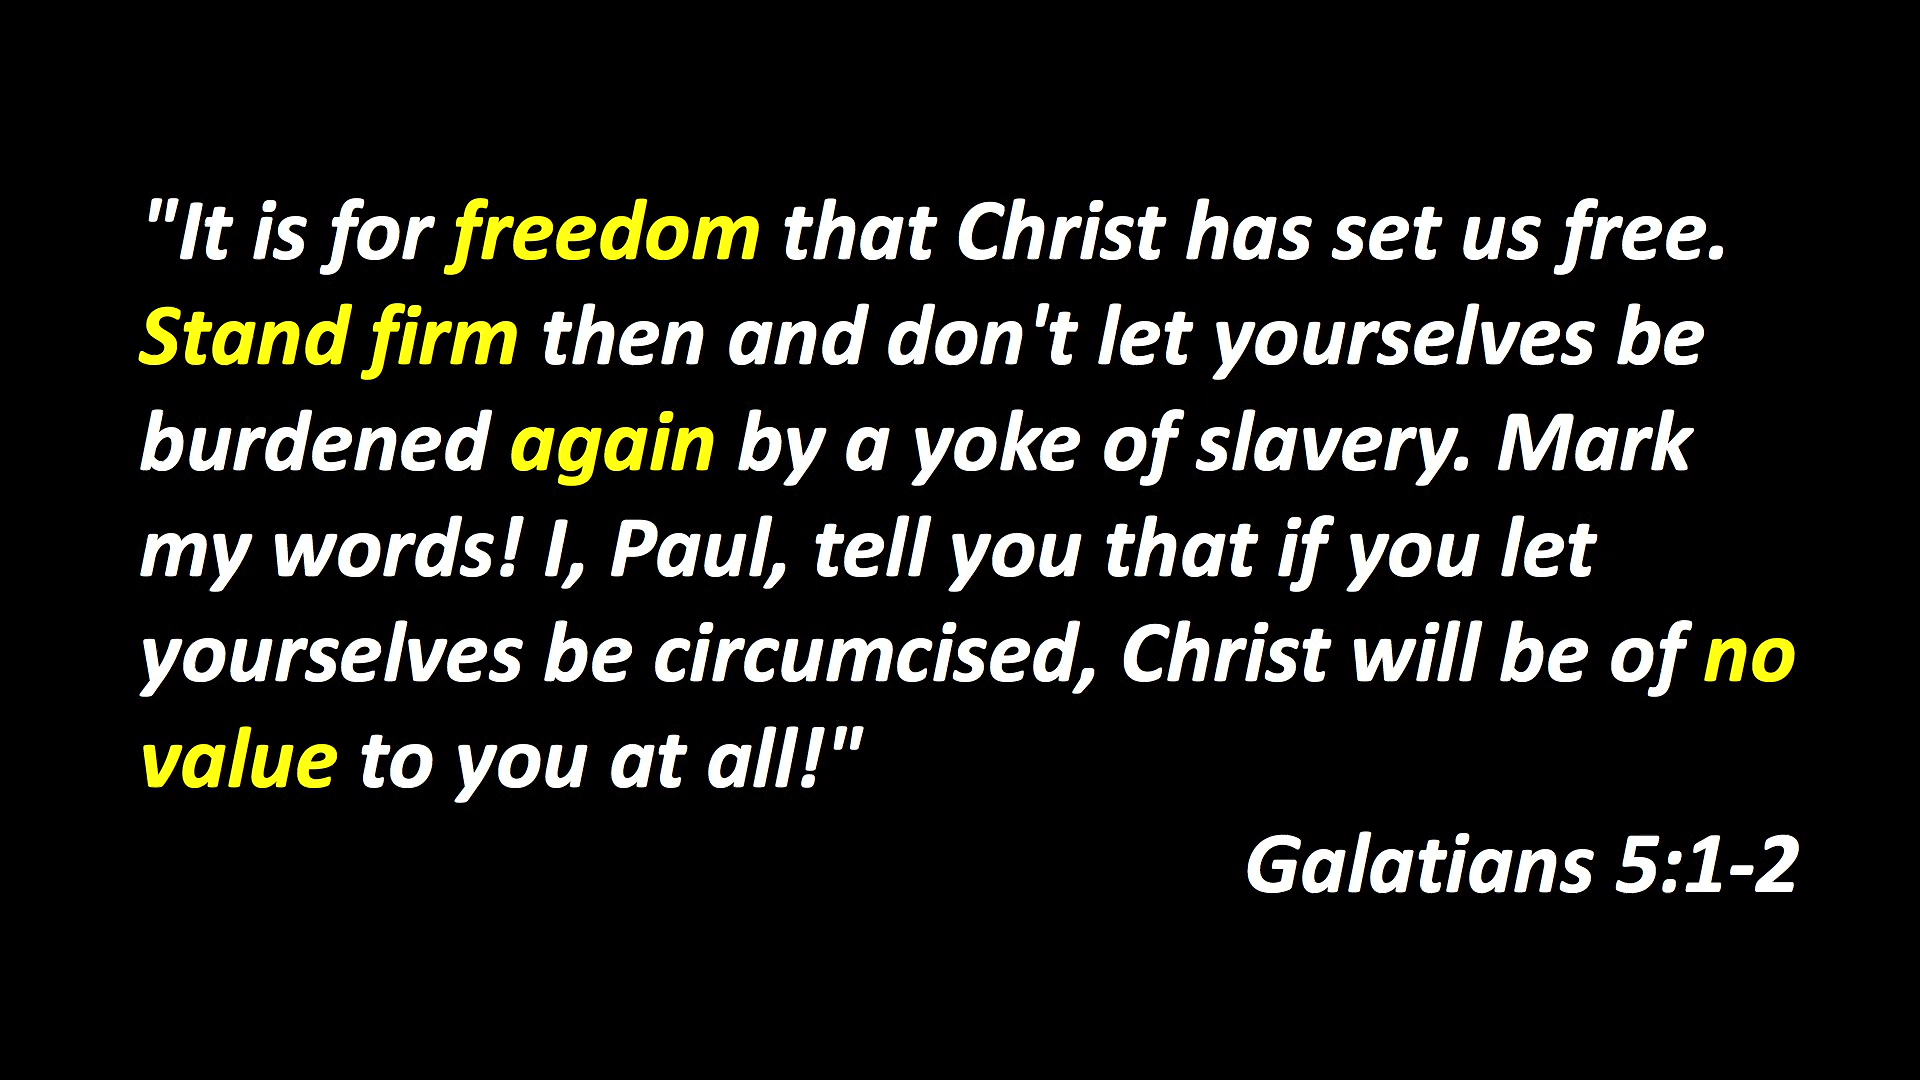 "It is for freedom that Christ has set us free.
Stand firm then and don't let yourselves be
burdened again by a yoke of slavery. Mark
my words! I, Paul, tell you that if you let
yourselves be circumcised, Christ will be of no
value to you at all!"
Galatians 5:1-2